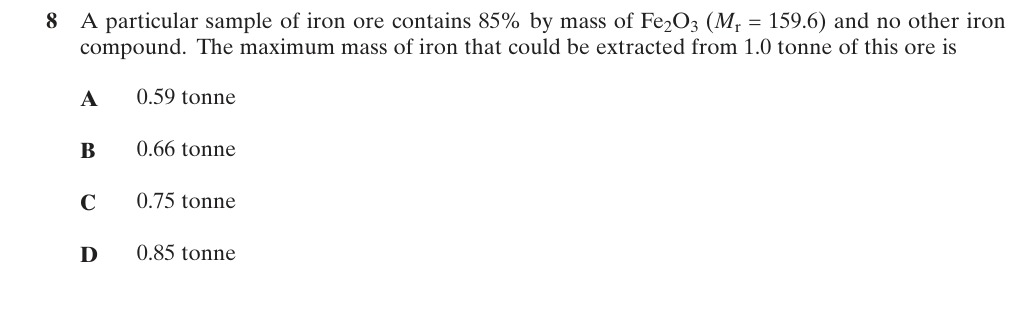 8 A particular sample of iron ore contains 85% by mass of Fe₂O₃ (Mᵣ = 159.6) and no other iron
compound. The maximum mass of iron that could be extracted from 1.0 tonne of this ore is
A 0.59 tonne
B 0.66 tonne
C 0.75 tonne
D 0.85 tonne